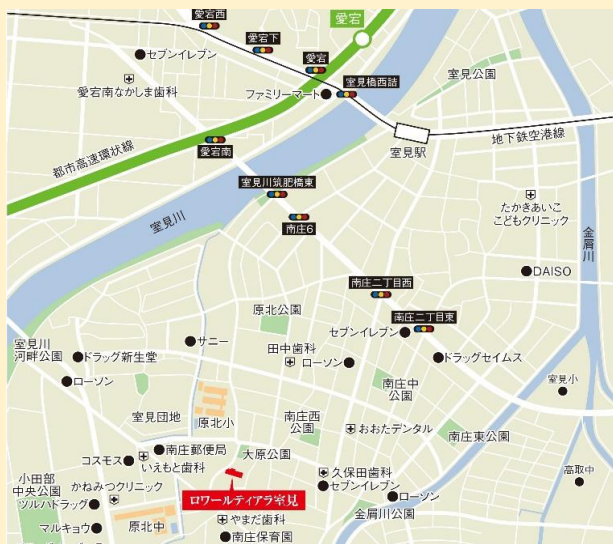 愛宕西
愛宕
愛宕下
愛宕
セブンイレブン
愛宕南なかしま歯科
ファミリーマート
室見橋西詰
室見公園
都市高速環状線
愛宕南
地下鉄空港線
室見駅
室見川筑肥橋東
室見川
南庄6
たかきあいこ
こどもクリニック
金屑川
DAISO
南庄二丁目西
原北公園
南庄二丁目東
セブンイレブン
室見川
河畔公園
サニー
田中歯科
ドラッグ新生堂
ローソン
ドラッグセイムス
ローソン
室見小
南庄中
公園
室見団地
原北小
南庄西
公園
おおたデンタル
南庄東公園
南庄郵便局
大原公園
コスモス
いえもと歯科
久保田歯科
高取中
小田部
中央公園
かねみつクリニック
セブンイレブン
ローソン
ツルハドラッグ
ロワールティアラ室見
金屑川公園
マルキョウ
原北中
やまだ歯科
南庄保育園